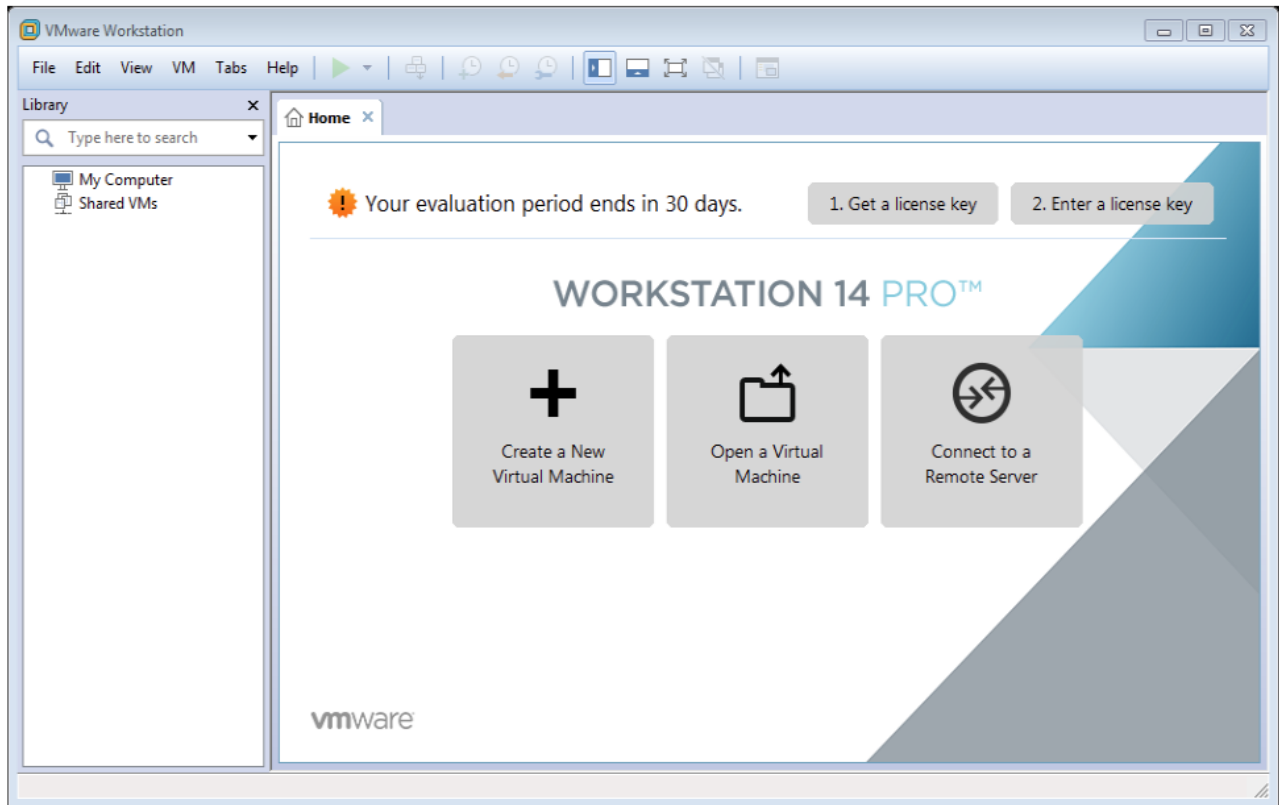 VMware Workstation
File Edit View VM Tabs Help
Library
Home
Type here to search
My Computer
Shared VMs
Your evaluation period ends in 30 days.
1. Get a license key
2. Enter a license key
WORKSTATION 14 PRO™
Create a New
Virtual Machine
Open a Virtual
Machine
Connect to a
Remote Server
vmware